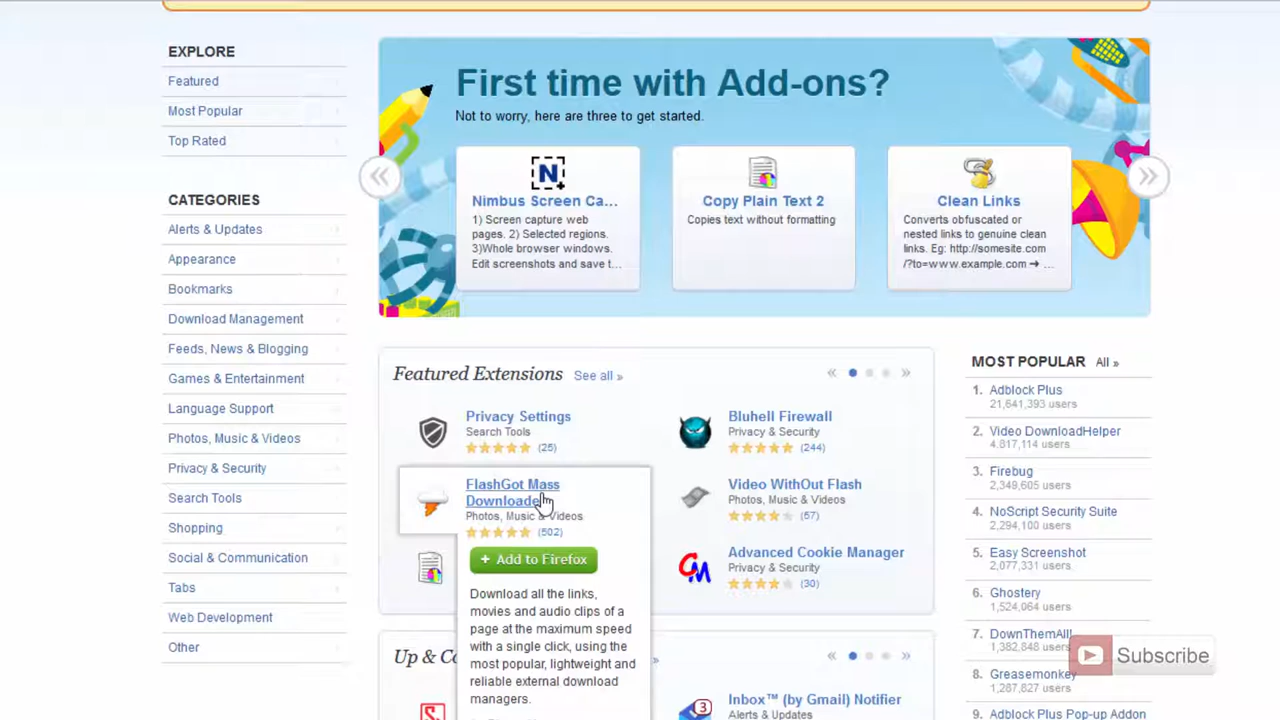 EXPLORE
Featured
Most Popular
Top Rated
CATEGORIES
Alerts & Updates
Appearance
Bookmarks
Download Management
Feeds, News & Blogging
Games & Entertainment
Language Support
Photos, Music & Videos
Privacy & Security
Search Tools
Shopping
Social & Communication
Tabs
Web Development
Other
First time with Add-ons?
Not to worry, here are three to get started.
Nimbus Screen Ca...
1) Screen capture web
pages. 2) Selected regions.
3)Whole browser windows.
Edit screenshots and save t...
Copy Plain Text 2
Copies text without formatting
Clean Links
Converts obfuscated or
nested links to genuine clean
links. Eg: http://somesite.com
/?to=www.example.com ➔ ...
Featured Extensions See all »
Privacy Settings
Search Tools
(25)
FlashGot Mass
Downloader
Photos, Music & Videos
(502)
+ Add to Firefox
Download all the links,
movies and audio clips of a
page at the maximum speed
with a single click, using the
most popular, lightweight and
reliable external download
managers.
Bluhell Firewall
Privacy & Security
(244)
Video WithOut Flash
Photos, Music & Videos
(57)
Advanced Cookie Manager
Privacy & Security
(30)
Up & Co
Inbox™ (by Gmail) Notifier
Alerts & Updates
3
MOST POPULAR All »
1. Adblock Plus
21,641,393 users
2. Video DownloadHelper
4,817,114 users
3. Firebug
2,349,605 users
4. NoScript Security Suite
2,294,100 users
5. Easy Screenshot
2,077,331 users
6. Ghostery
1,524,064 users
7. DownThemAll!
1,382,848 users
8. Greasemonkey
1,287,827 users
9. Adblock Plus Pop-up Addon
Subscribe